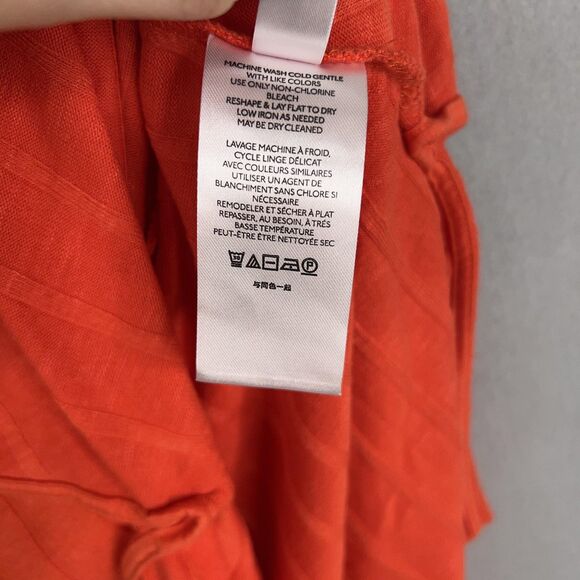 MACHINE WASH COLD GENTLE
WITH LIKE COLORS
USE ONLY NON-CHLORINE
BLEACH
RESHAPE & LAY FLAT TO DRY
LOW IRON AS NEEDED
MAY BE DRY CLEANED
LAVAGE MACHINE À FROID,
CYCLE LINGE DÉLICAT
AVEC COULEURS SIMILAIRES
UTILISER UN AGENT DE
BLANCHIMENT SANS CHLORE SI
NÉCESSAIRE
REMODELER ET SÉCHER À PLAT
REPASSER, AU BESOIN, À TRÈS
BASSE TEMPÉRATURE
PEUT-ÊTRE ÊTRE NETTOYÉE SEC
P
与同色一起